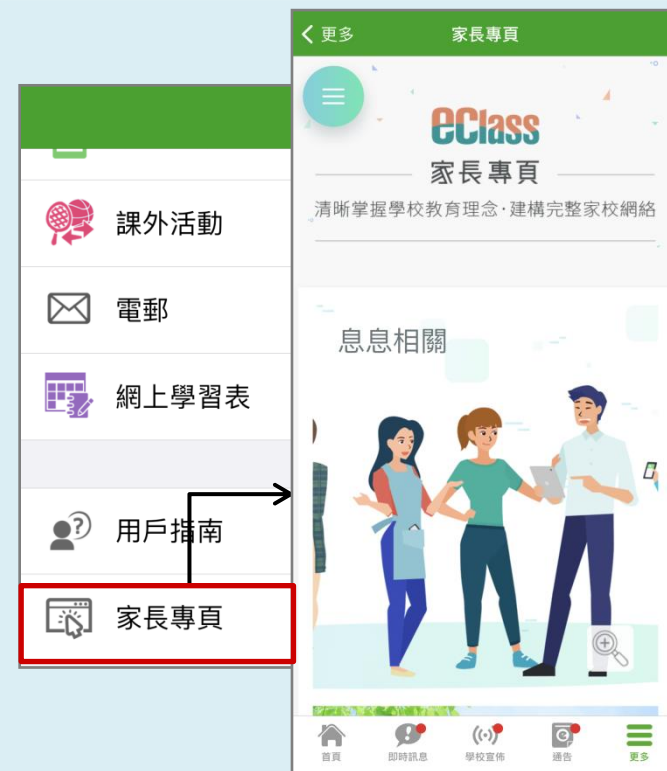 課外活動
電郵
網上學習表
用戶指南
家長專頁
更多
家長專頁
eClass
家長專頁
清晰掌握學校教育理念·建構完整家校網絡
息息相關
首頁
即時訊息
學校宣佈
通告
更多